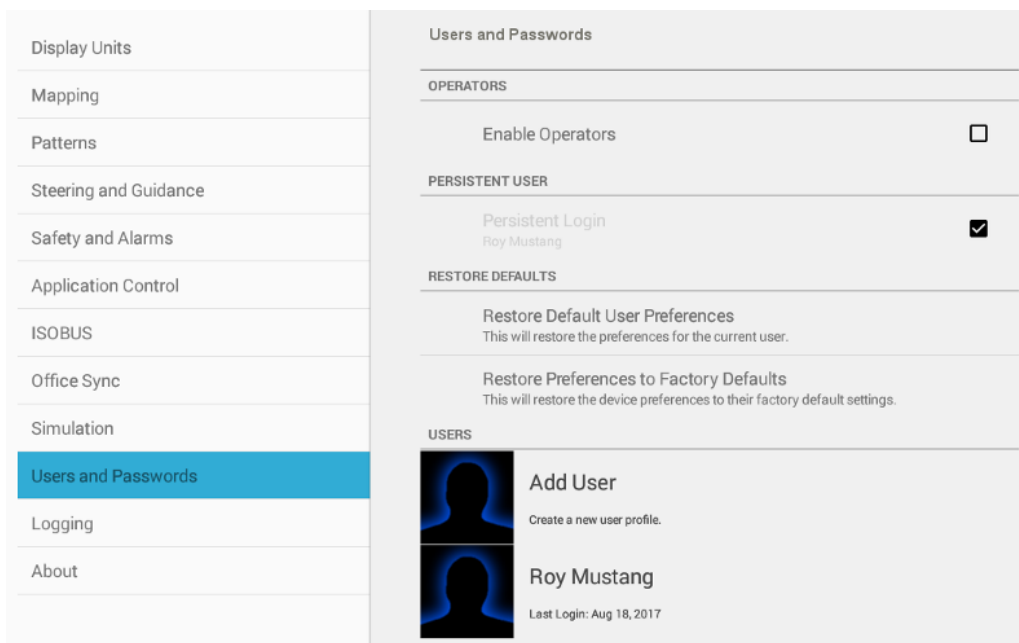 Display Units
Mapping
Patterns
Steering and Guidance
Safety and Alarms
Application Control
ISOBUS
Office Sync
Simulation
Users and Passwords
Logging
About
Users and Passwords
OPERATORS
Enable Operators
PERSISTENT USER
Persistent Login
Roy Mustang
RESTORE DEFAULTS
Restore Default User Preferences
This will restore the preferences for the current user.
Restore Preferences to Factory Defaults
This will restore the device preferences to their factory default settings.
USERS
Add User
Create a new user profile.
Roy Mustang
Last Login: Aug 18, 2017